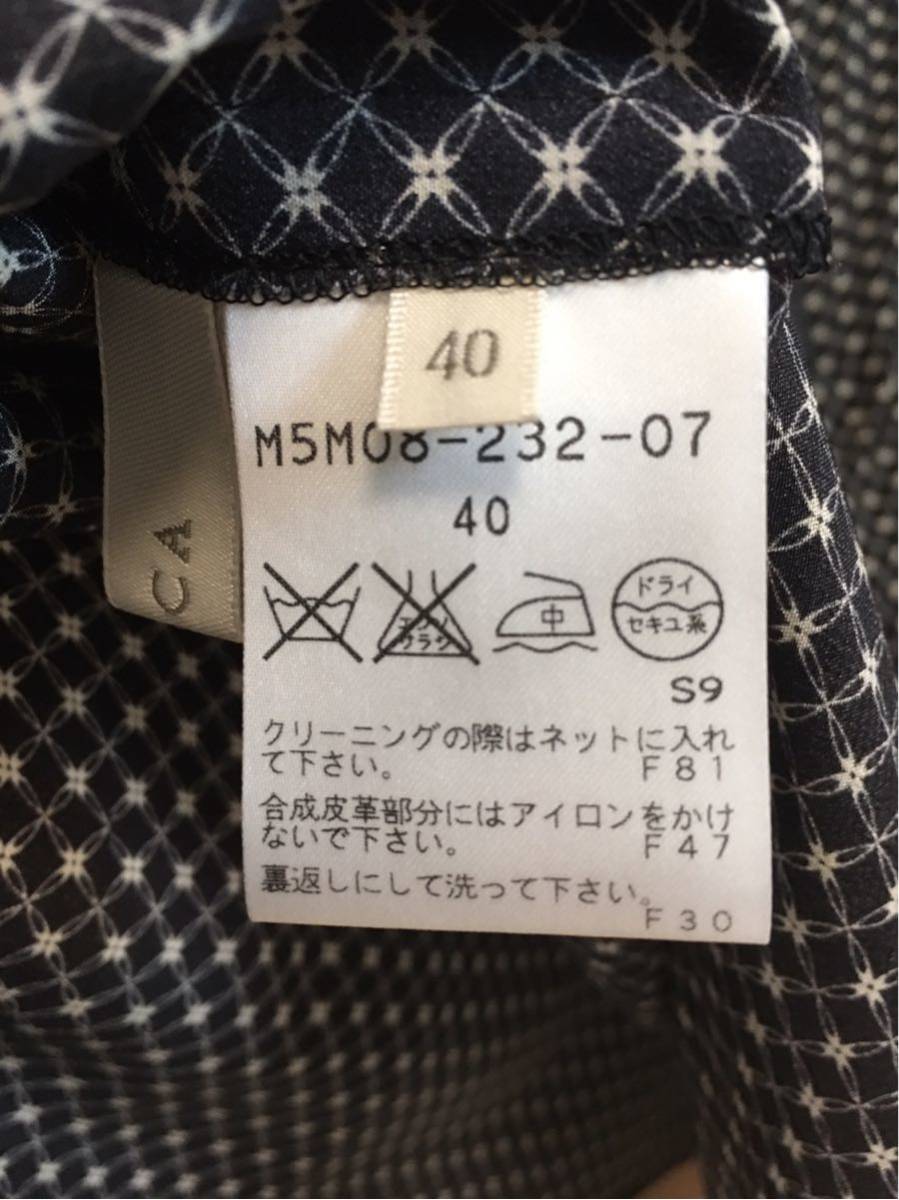 40
M5M08-232-07
40
中
ドライ
セキユ系
エンソ
サラシ
S9
クリーニングの際はネットに入れ
て下さい。 F81
合成皮革部分にはアイロンをかけ
ないで下さい。 F47
裏返しにして洗って下さい。
F30
CA